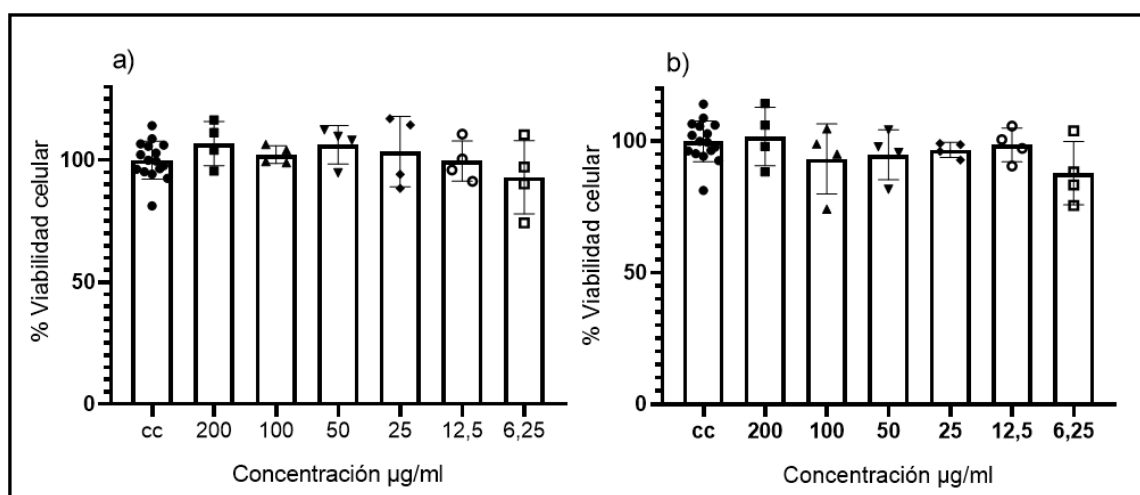 a)
% Viabilidad celular
100
50
0
cc 200 100 50 25 12,5 6,25
Concentración µg/ml
b)
% Viabilidad celular
100
50
0
cc 200 100 50 25 12,5 6,25
Concentración µg/ml